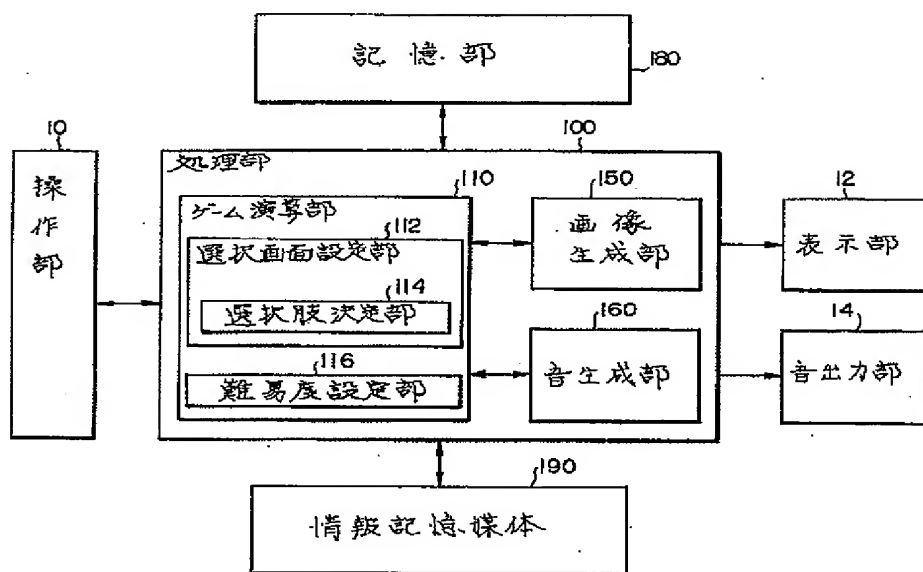 記憶部
180
10
100
操作部
処理部
110
ゲーム演算部
112
選択画面設定部
114
選択肢決定部
116
難易度設定部
150
画像
生成部
160
音生成部
12
表示部
14
音出力部
190
情報記憶媒体